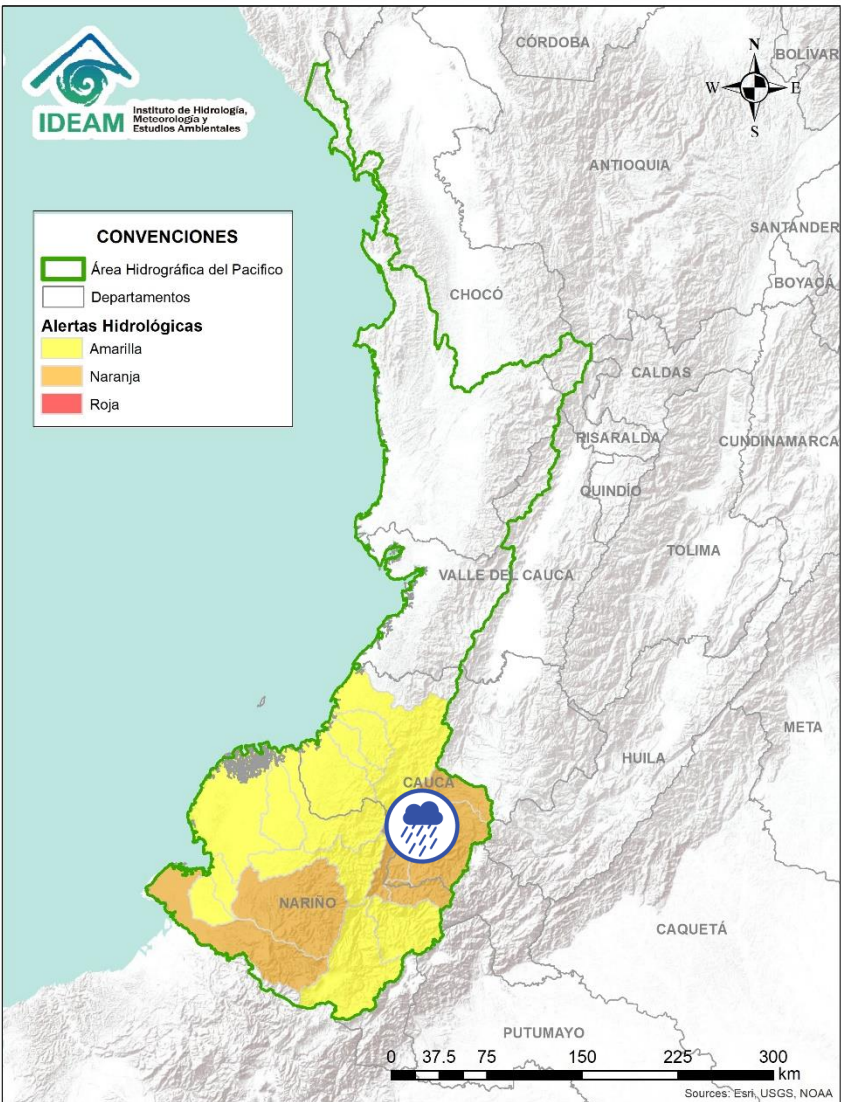 IDEAM
Instituto de Hidrología,
Meteorología y
Estudios Ambientales
CÓRDOBA
N
BOLÍVAR
W
E
S
ANTIOQUIA
SANTANDER
CONVENCIONES
Área Hidrográfica del Pacifico
Departamentos
Alertas Hidrológicas
Amarilla
Naranja
Roja
BOYACÁ
CHOCÓ
CALDAS
RISARALDA
CUNDINAMARCA
QUINDÍO
TOLIMA
VALLE DEL CAUCA
META
HUILA
CAUCA
NARIÑO
CAQUETÁ
PUTUMAYO
0 37.5 75 150 225 300
km
Sources: Esri, USGS, NOAA